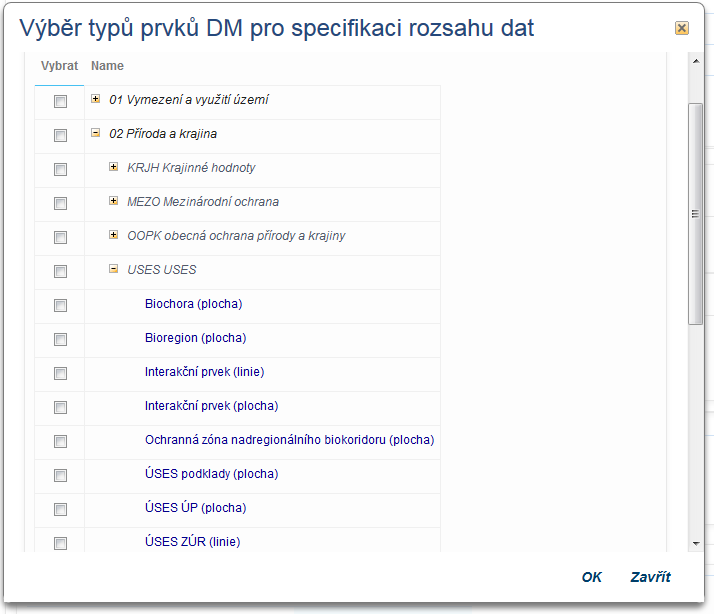 Výběr typů prvků DM pro specifikaci rozsahu dat
Vybrat Name
01 Vymezení a využití území
02 Příroda a krajina
KRJH Krajinné hodnoty
MEZO Mezinárodní ochrana
OOPK obecná ochrana přírody a krajiny
USES USES
Biochora (plocha)
Bioregion (plocha)
Interakční prvek (linie)
Interakční prvek (plocha)
Ochranná zóna nadregionálního biokoridoru (plocha)
ÚSES podklady (plocha)
ÚSES ÚP (plocha)
ÚSES ZÚR (linie)
OK Zavřít